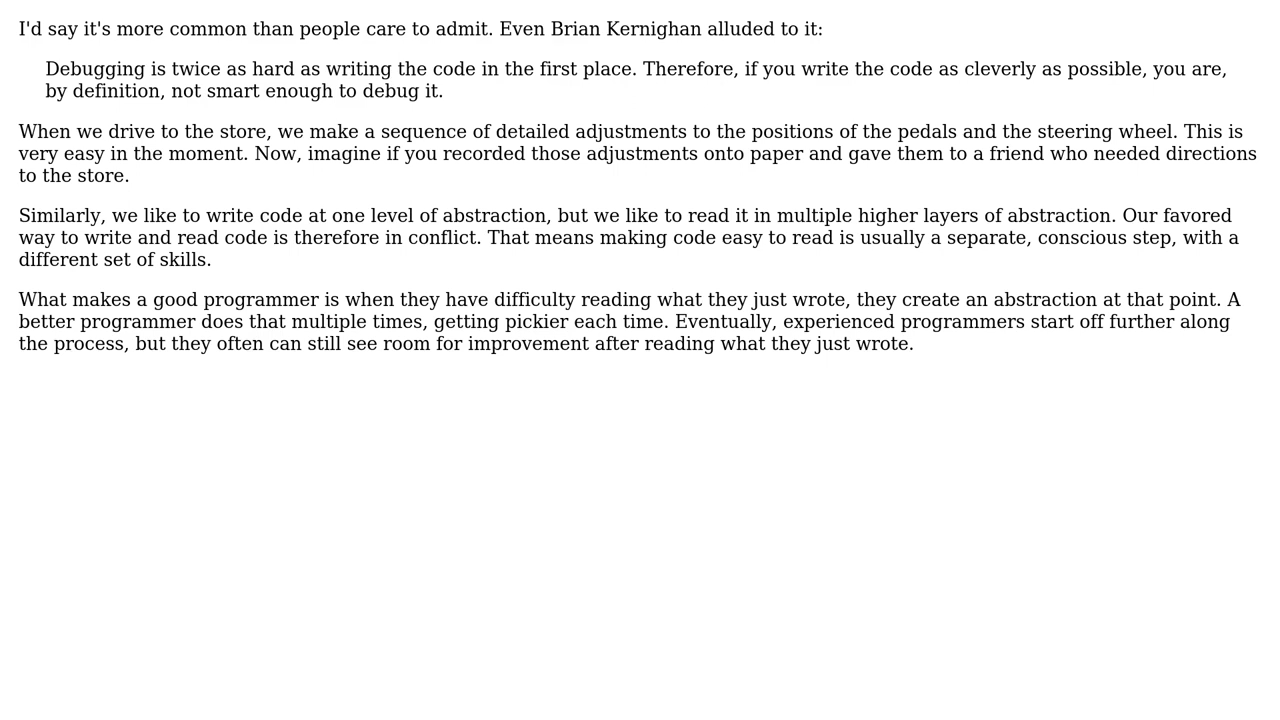 I'd say it's more common than people care to admit. Even Brian Kernighan alluded to it:
Debugging is twice as hard as writing the code in the first place. Therefore, if you write the code as cleverly as possible, you are,
by definition, not smart enough to debug it.
When we drive to the store, we make a sequence of detailed adjustments to the positions of the pedals and the steering wheel. This is
very easy in the moment. Now, imagine if you recorded those adjustments onto paper and gave them to a friend who needed directions
to the store.
Similarly, we like to write code at one level of abstraction, but we like to read it in multiple higher layers of abstraction. Our favored
way to write and read code is therefore in conflict. That means making code easy to read is usually a separate, conscious step, with a
different set of skills.
What makes a good programmer is when they have difficulty reading what they just wrote, they create an abstraction at that point. A
better programmer does that multiple times, getting pickier each time. Eventually, experienced programmers start off further along
the process, but they often can still see room for improvement after reading what they just wrote.